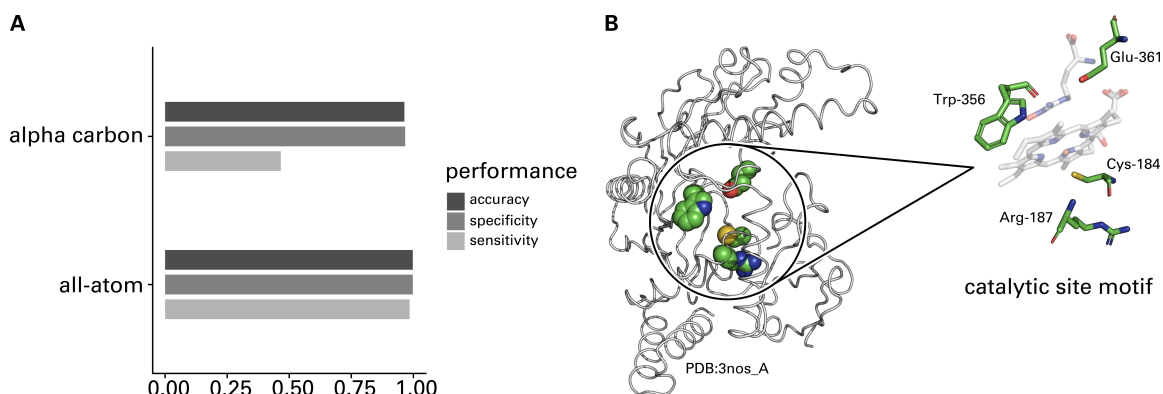 A
alpha carbon
all-atom
0.00 0.25 0.50 0.75 1.00
performance
accuracy
specificity
sensitivity
B
PDB:3nos_A
Glu-361
Trp-356
Cys-184
Arg-187
catalytic site motif